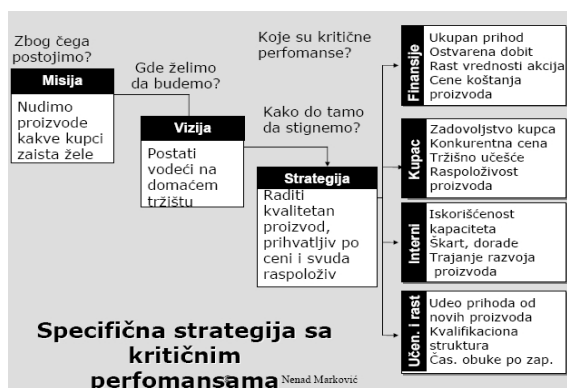 Zbog čega
postojimo?
Misija
Nudimo
proizvode
kakve kupci
zaista žele
Gde želimo
da budemo?
Vizija
Postati
vodeći na
domaćem
tržištu
Koje su kritične
perfomanse?
Kako do tamo
da stignemo?
Strategija
Raditi
kvalitetan
proizvod,
prihvatljiv po
ceni i svuda
raspoloživ
Finansije
Ukupan prihod
Ostvarena dobit
Rast vrednosti akcija
Cene koštanja
proizvoda
Kupac
Zadovoljstvo kupca
Konkurentna cena
Tržišno učešće
Raspoloživost
proizvoda
Interni
Iskorišćenost
kapaciteta
Škart, dorade
Trajanje razvoja
proizvoda
Učen. i rast
Udeo prihoda od
novih proizvoda
Kvalifikaciona
struktura
Čas. obuke po zap.
Specifična strategija sa
kritičnim
perfomansama
Nenad Marković